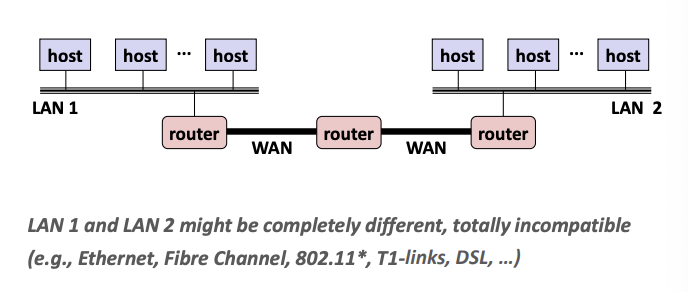 host host ... host host host ... host
LAN 1 LAN 2
router router router
WAN WAN
LAN 1 and LAN 2 might be completely different, totally incompatible
(e.g., Ethernet, Fibre Channel, 802.11*, T1-links, DSL, ...)